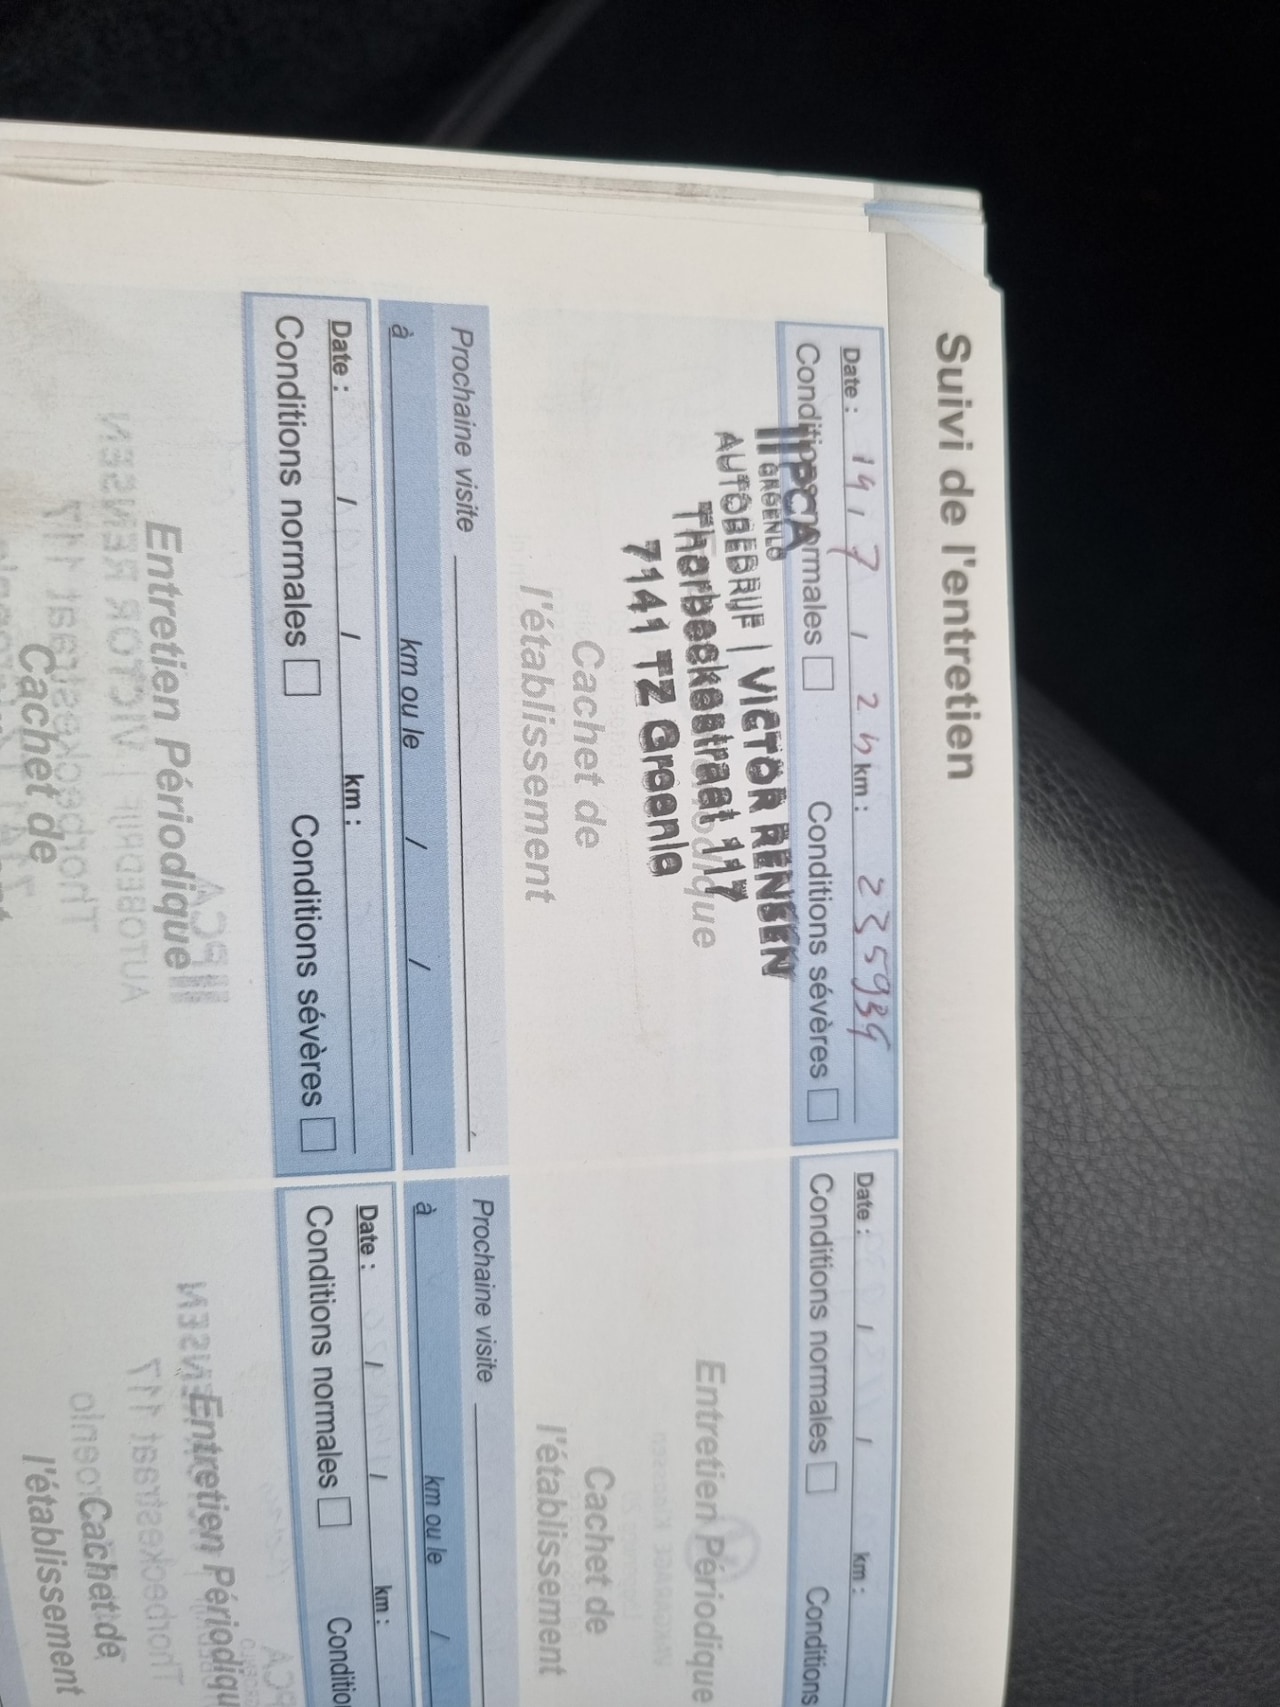 Suivi de l'entretien
Date : 14 / 7 / 24 km : 235939
Conditions normales Conditions sévères
PCA
GROENLO
AUTOBEDRIJF | VICTOR RENSEN
Thorbeckestraat 117
7141 TZ Groenlo
Cachet de
l'établissement
Prochaine visite
à km ou le / /
Date : / / km :
Conditions normales Conditions sévères
Entretien Périodique
Cachet de
Date : / / km :
Conditions normales Conditions
Entretien Périodique
Cachet de
l'établissement
Prochaine visite
à km ou le /
Date : / / km :
Conditions normales
Entretien
Cachet de
l'établissement